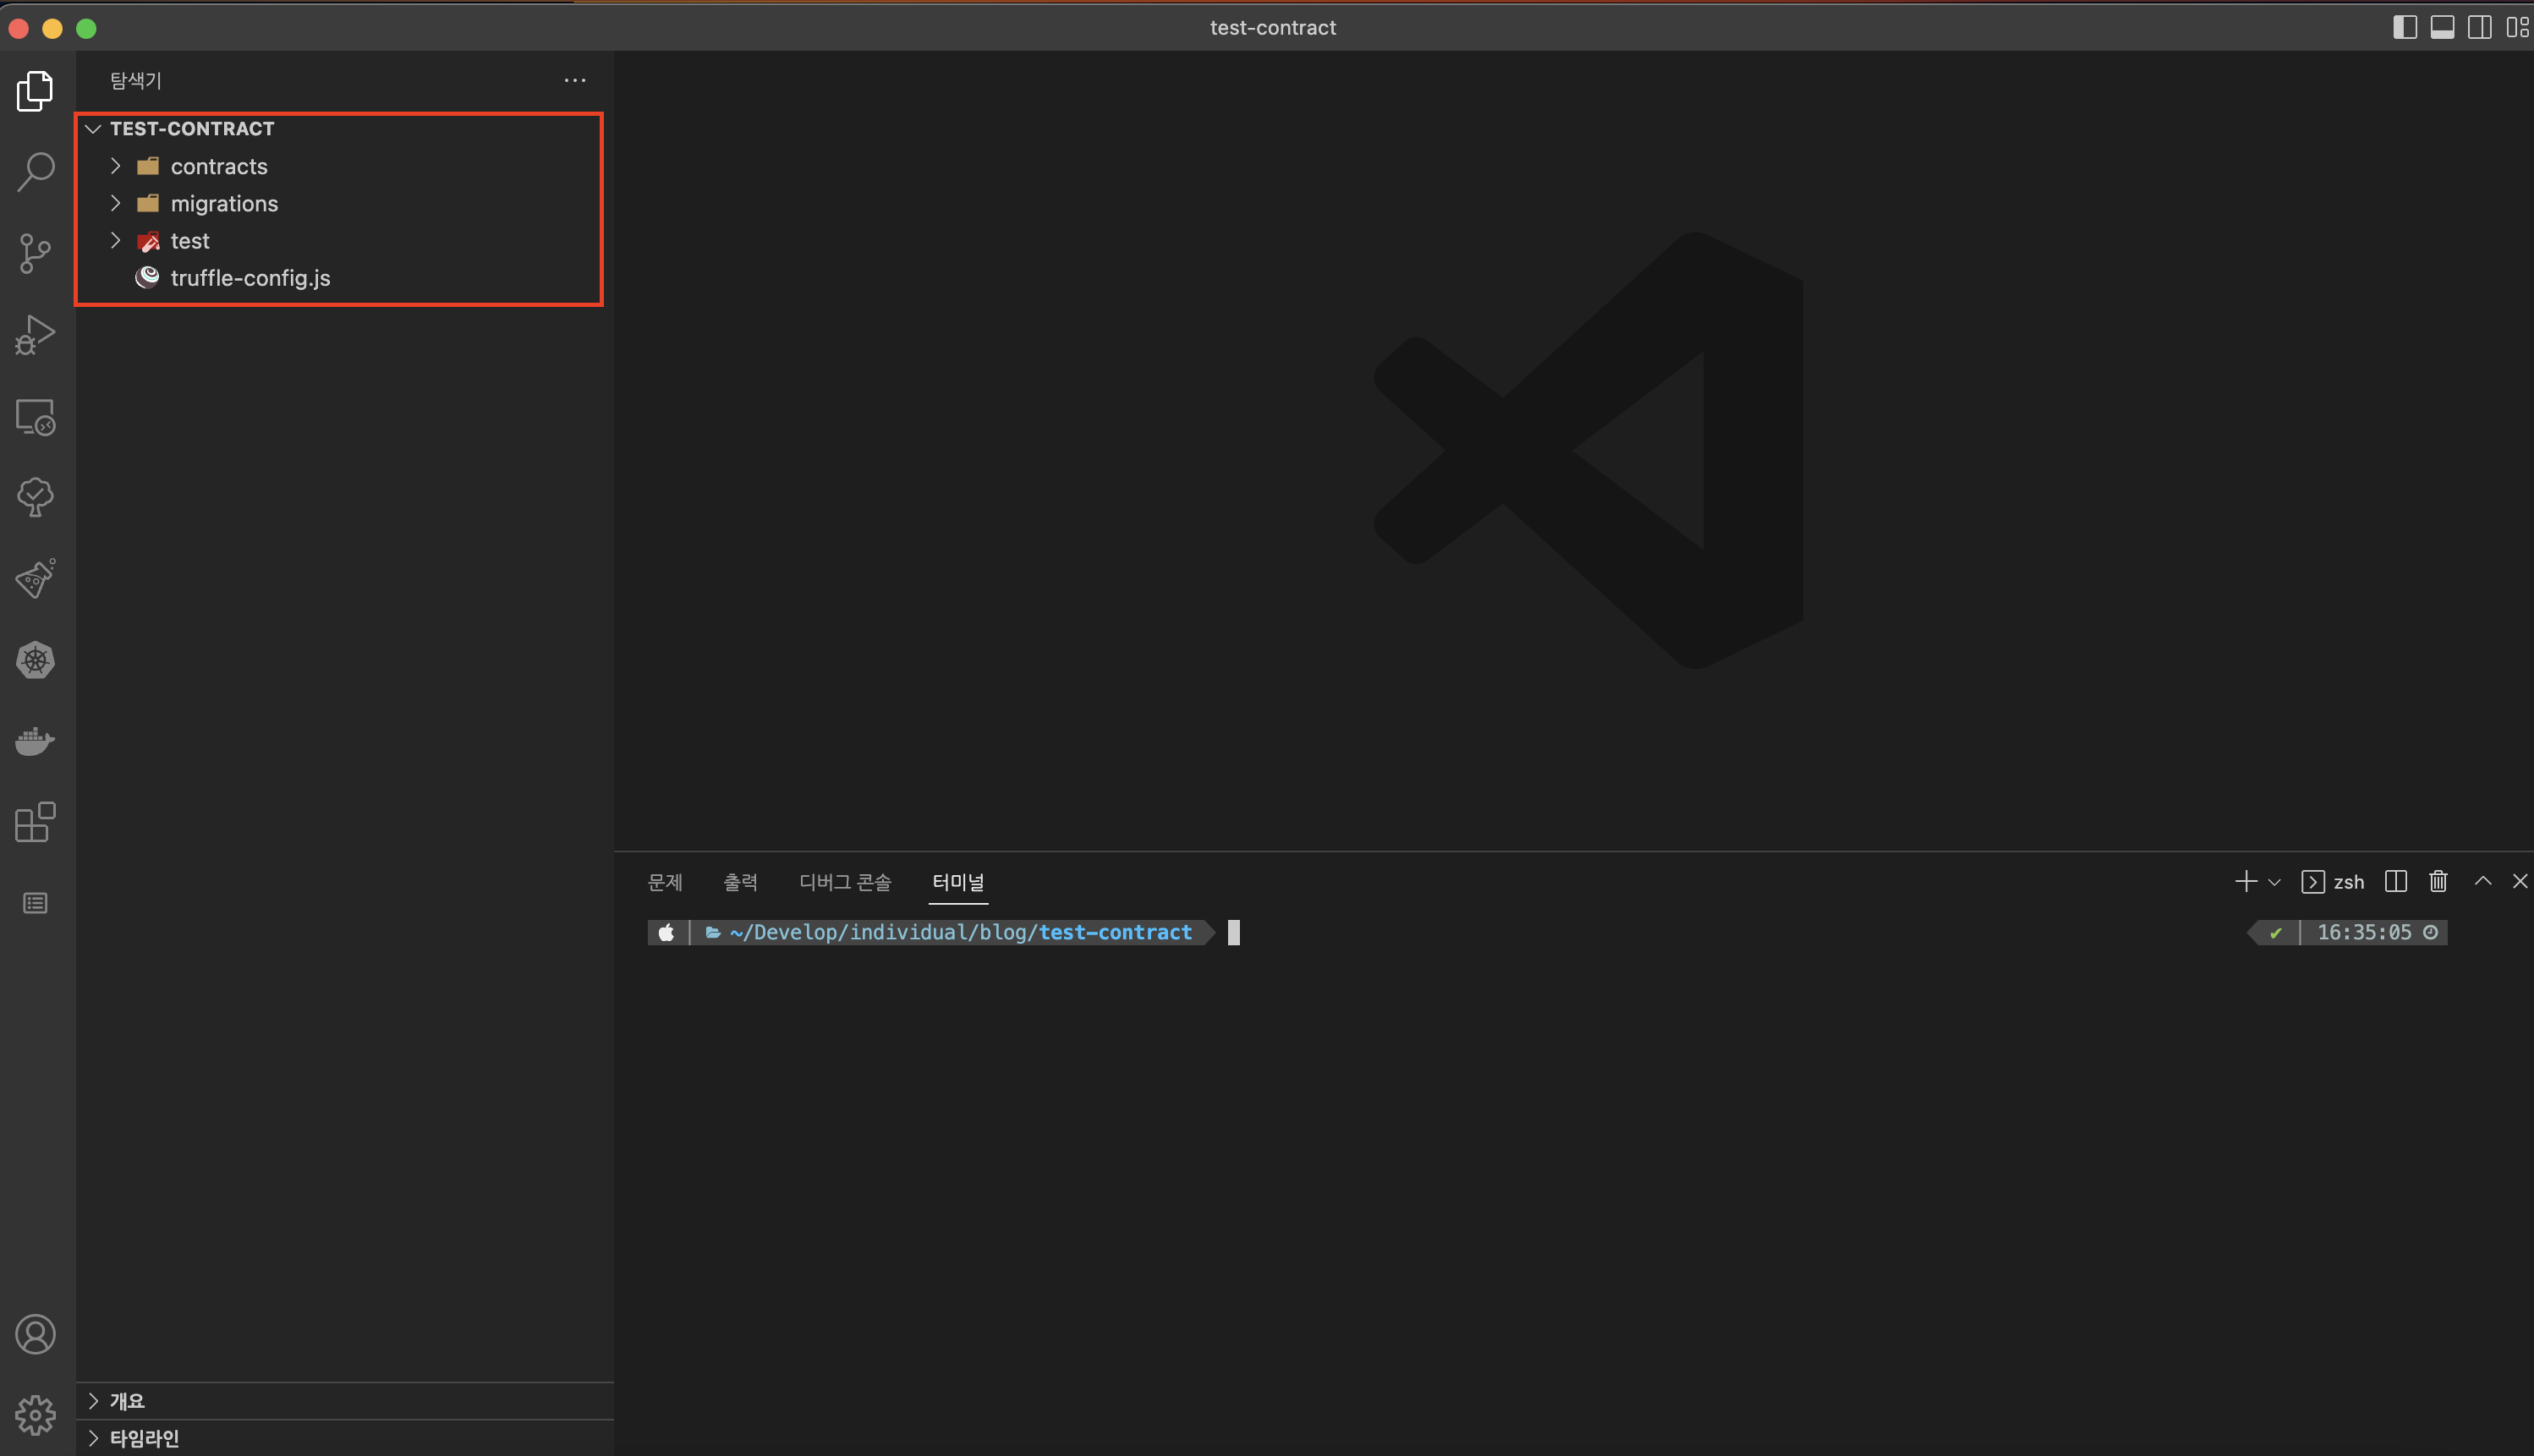 test-contract
탐색기
TEST-CONTRACT
contracts
migrations
test
truffle-config.js
문제 출력 디버그 콘솔 터미널 zsh
~/Develop/individual/blog/test-contract ✔ 16:35:05
개요
타임라인